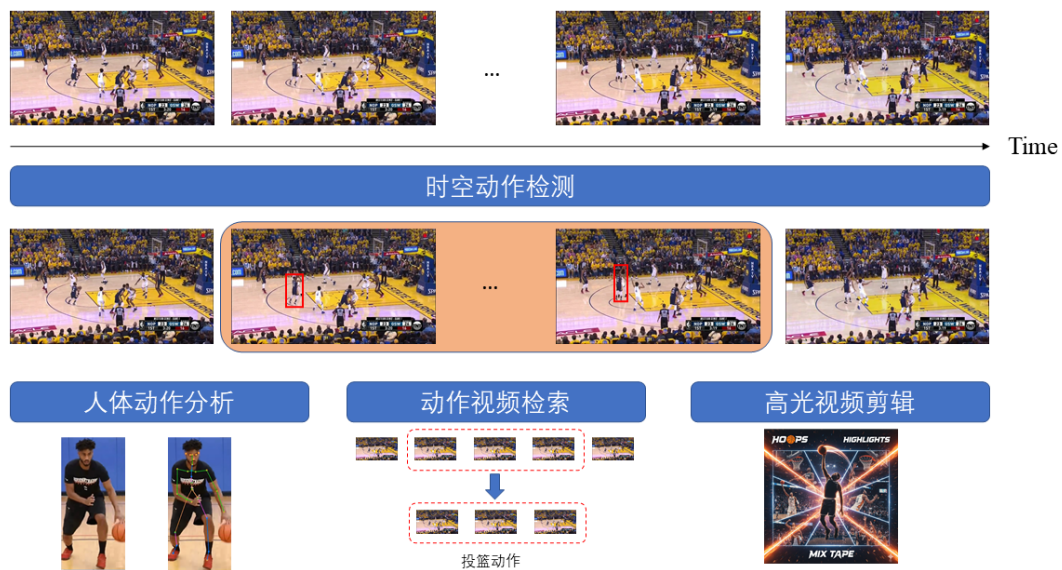 ...
Time
时空动作检测
...
人体动作分析
动作视频检索
高光视频剪辑
HOOPS
HIGHLIGHTS
MIX TAPE
投篮动作